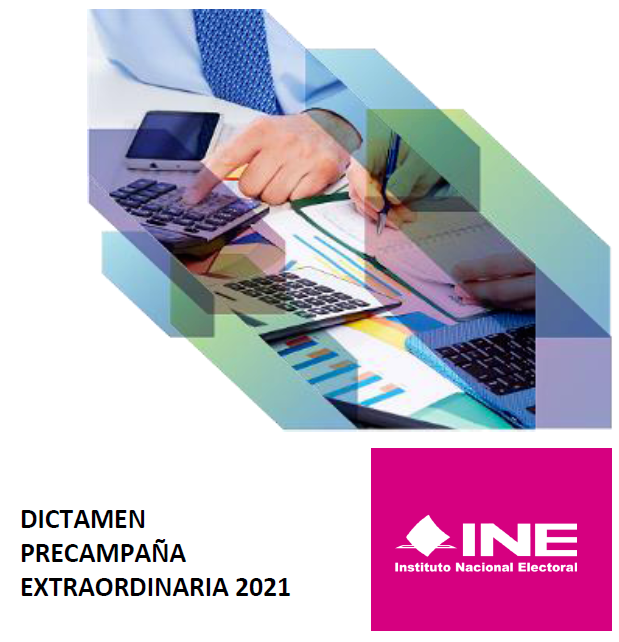 DICTAMEN
PRECAMPAÑA
EXTRAORDINARIA 2021
INE
Instituto Nacional Electoral